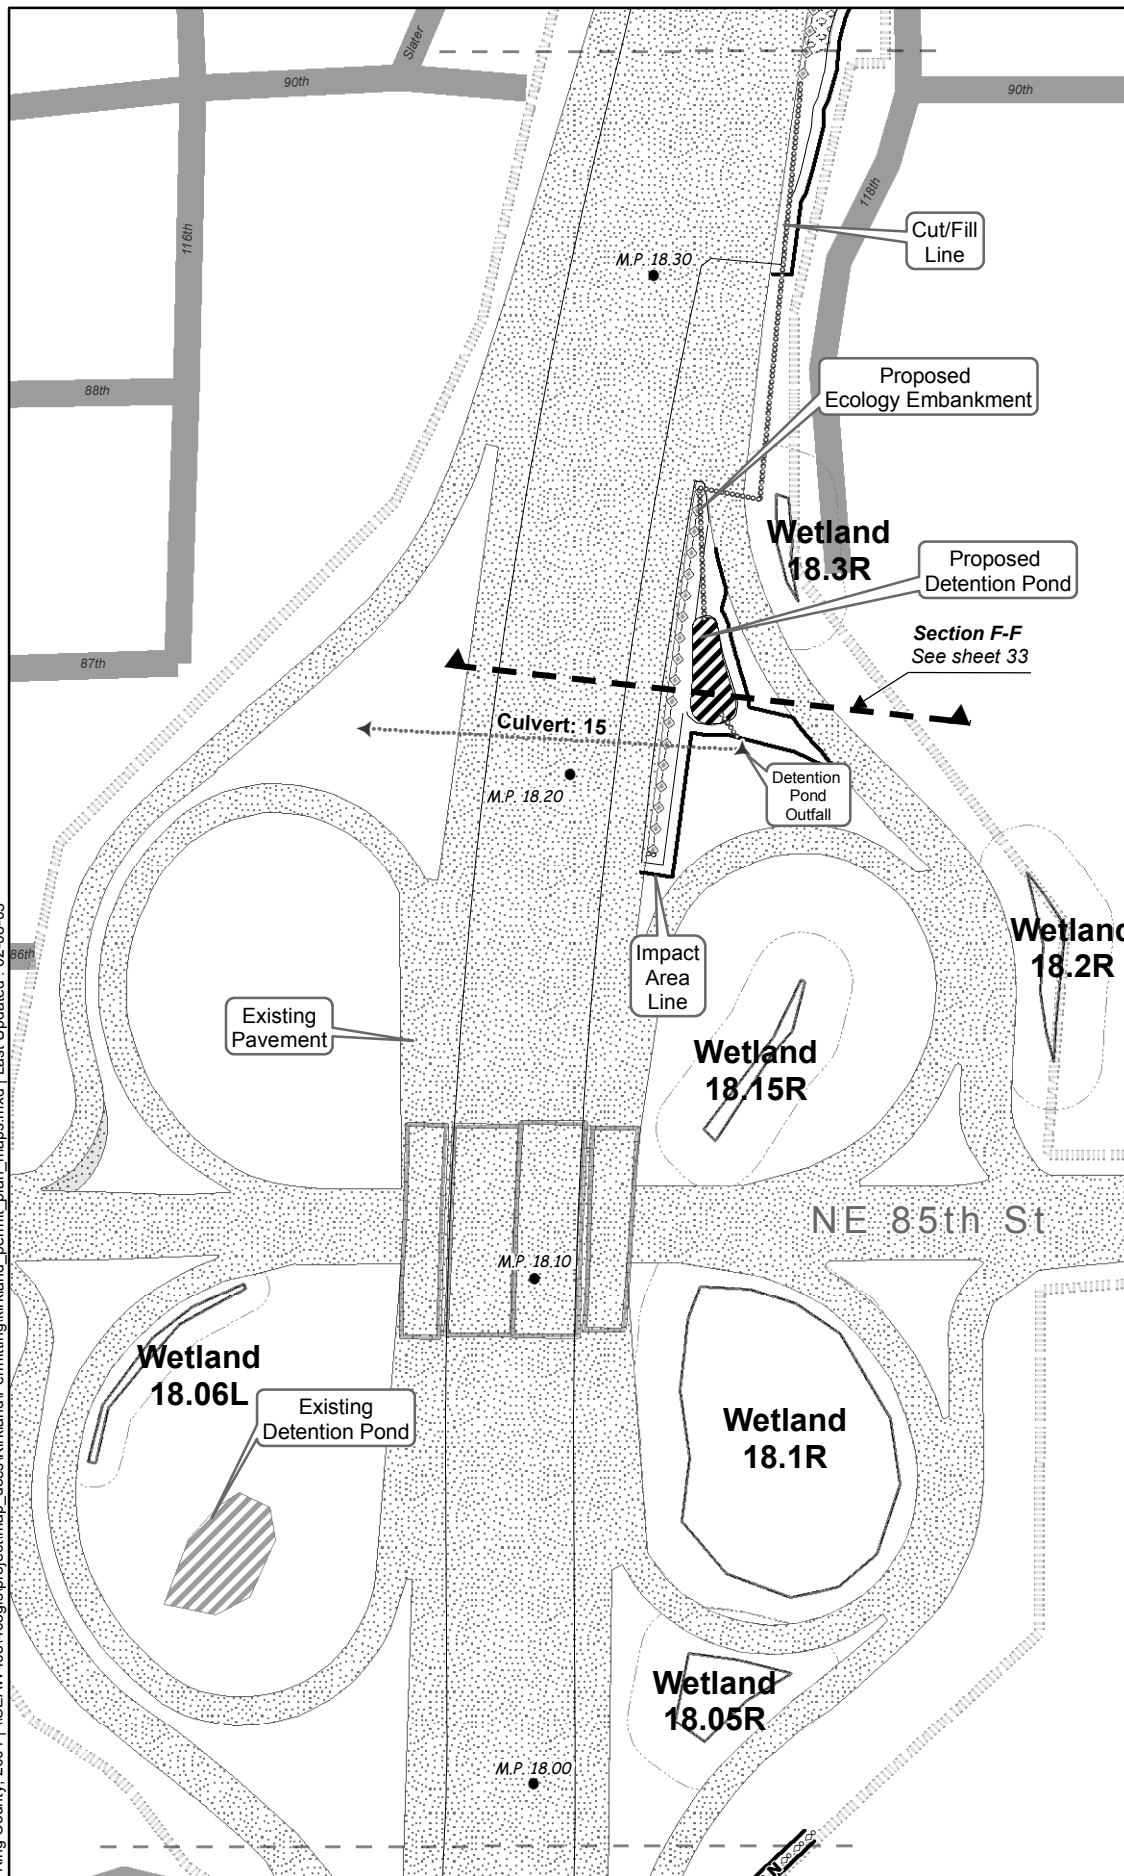 Slater
90th
90th
116th
118th
Cut/Fill
Line
M.P. 18.30
88th
Proposed
Ecology Embankment
Wetland
18.3R
Proposed
Detention Pond
Section F-F
See sheet 33
87th
Culvert: 15
M.P. 18.20
Detention
Pond
Outfall
86th
Impact
Area
Line
Wetland
18.2R
Existing
Pavement
Wetland
18.15R
NE 85th St
M.P. 18.10
Wetland
18.06L
Existing
Detention Pond
Wetland
18.1R
Wetland
18.05R
M.P. 18.00
N